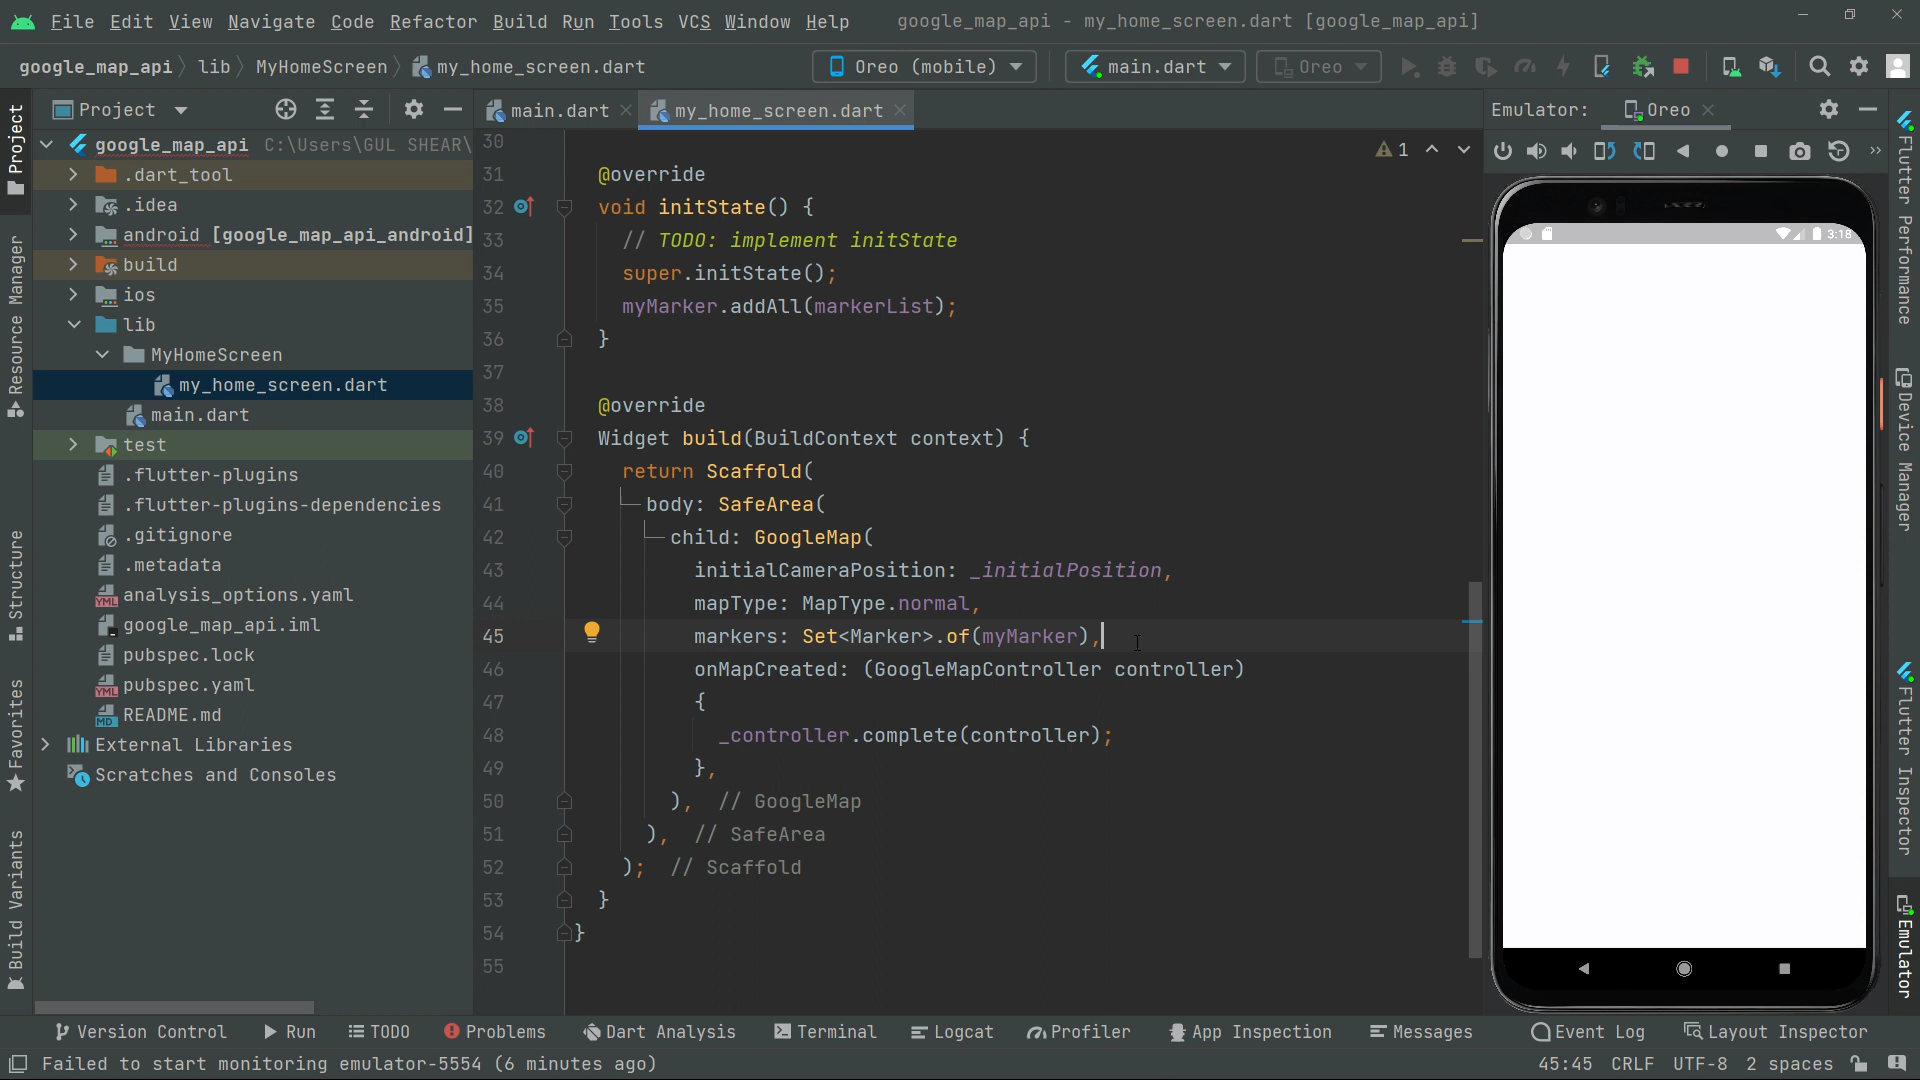 File Edit View Navigate Code Refactor Build Run Tools VCS Window Help google_map_api - my_home_screen.dart [google_map_api]
google_map_api lib MyHomeScreen my_home_screen.dart Oreo (mobile) main.dart Oreo
Project main.dart my_home_screen.dart Emulator: Oreo
google_map_api C:\Users\GUL SHEAR\
.dart_tool
.idea
android [google_map_api_android]
build
ios
lib
MyHomeScreen
my_home_screen.dart
main.dart
test
.flutter-plugins
.flutter-plugins-dependencies
.gitignore
.metadata
analysis_options.yaml
google_map_api.iml
pubspec.lock
pubspec.yaml
README.md
External Libraries
Scratches and Consoles
Project
Resource Manager
Structure
Favorites
Build Variants
30
31 @override
32 void initState() {
33 // TODO: implement initState
34 super.initState();
35 myMarker.addAll(markerList);
36 }
37
38 @override
39 Widget build(BuildContext context) {
40 return Scaffold(
41 body: SafeArea(
42 child: GoogleMap(
43 initialCameraPosition: _initialPosition,
44 mapType: MapType.normal,
45 markers: Set<Marker>.of(myMarker),
46 onMapCreated: (GoogleMapController controller)
47 {
48 _controller.complete(controller);
49 },
50 ), // GoogleMap
51 ), // SafeArea
52 ); // Scaffold
53 }
54 }
55
1
3:18
Flutter Performance
Device Manager
Flutter Inspector
Emulator
Version Control Run TODO Problems Dart Analysis Terminal Logcat Profiler App Inspection Messages Event Log Layout Inspector
Failed to start monitoring emulator-5554 (6 minutes ago) 45:45 CRLF UTF-8 2 spaces